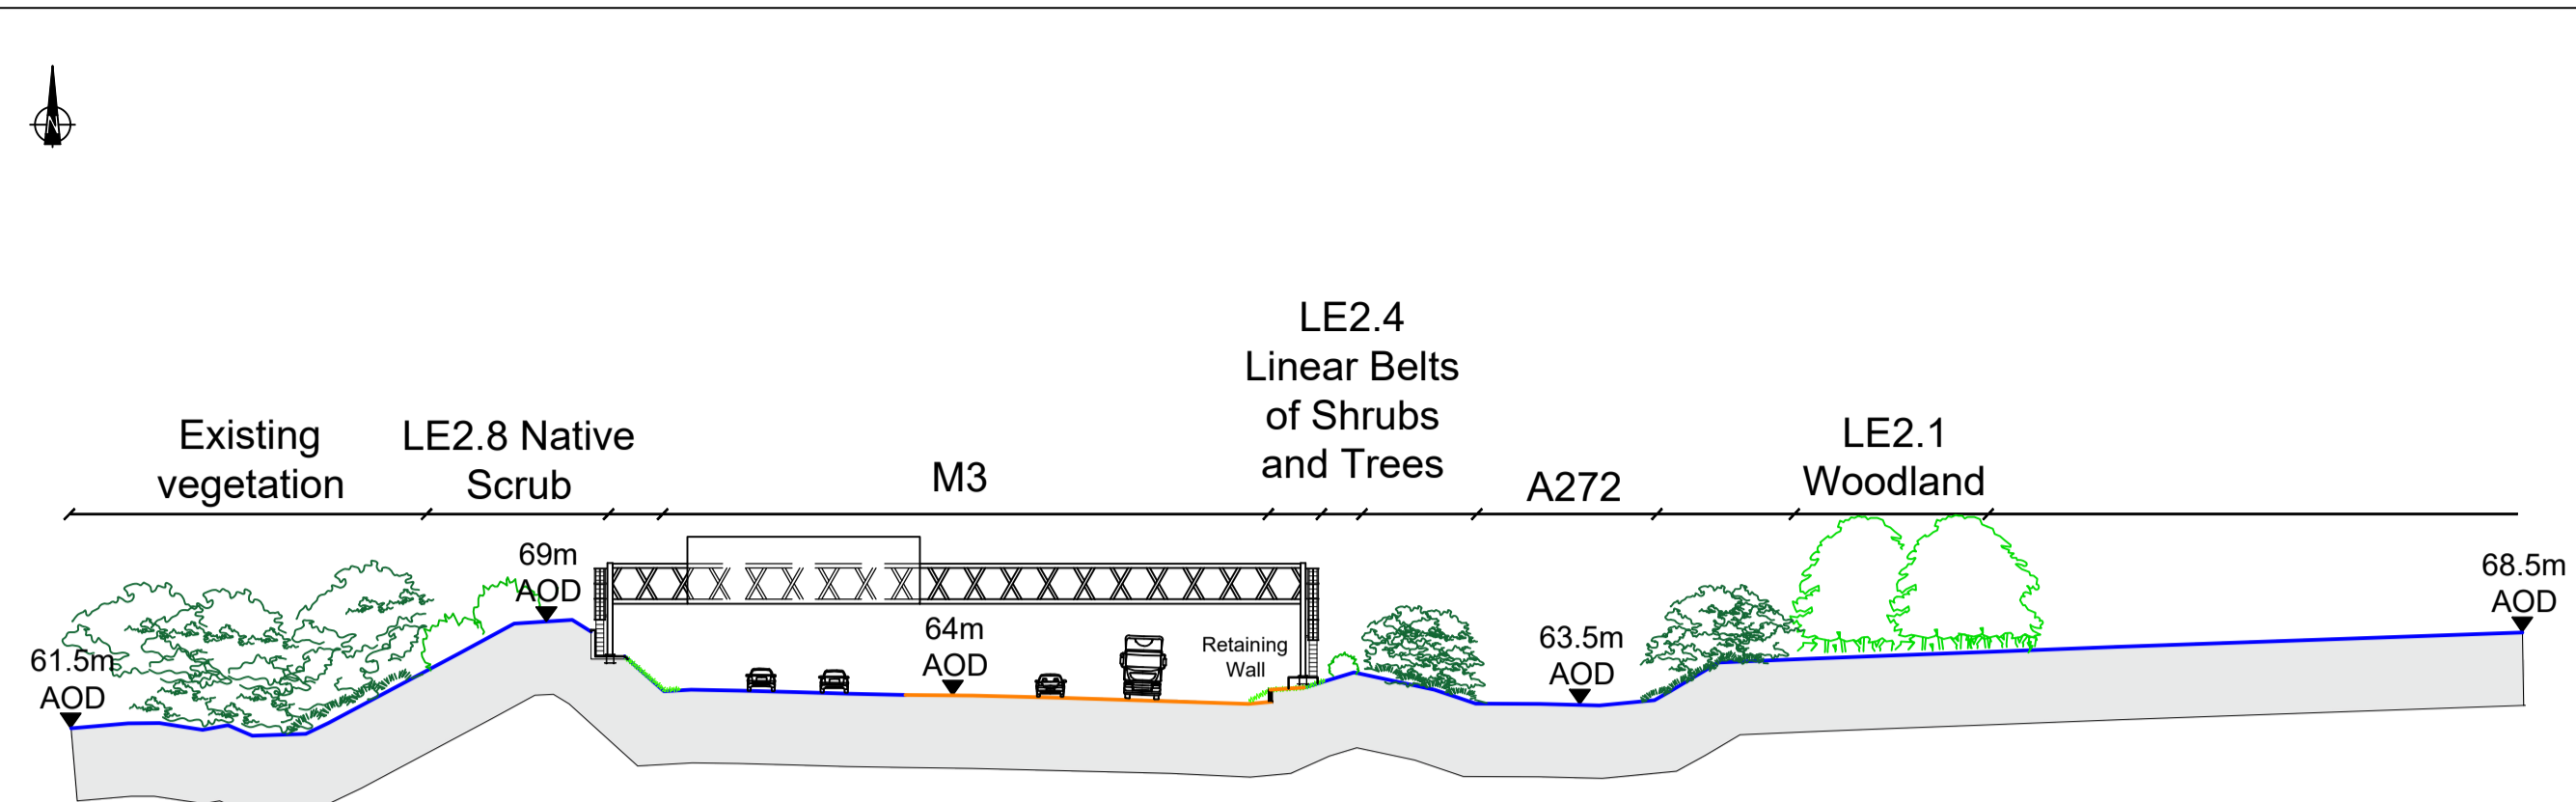 N
LE2.4
Linear Belts
of Shrubs
and Trees
Existing
vegetation
LE2.8 Native
Scrub
M3
A272
LE2.1
Woodland
69m
AOD
68.5m
AOD
64m
AOD
Retaining
Wall
63.5m
AOD
61.5m
AOD